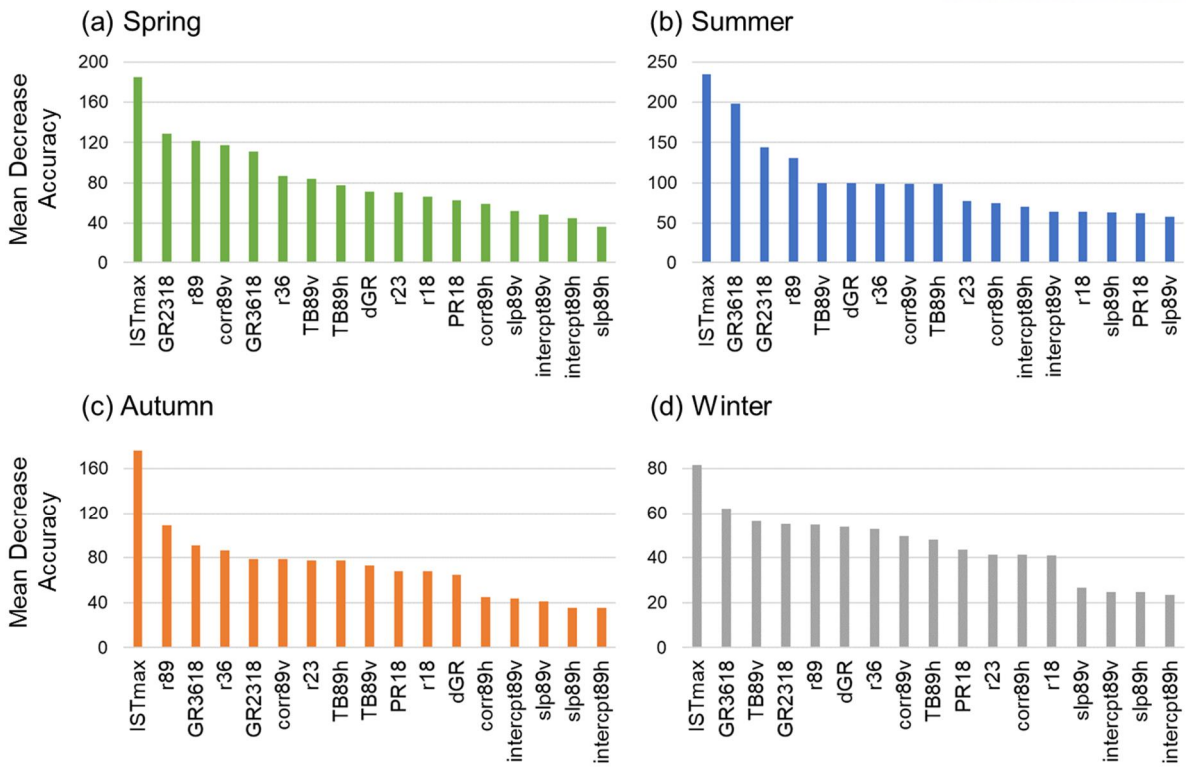 (a) Spring
Mean Decrease
Accuracy
200
160
120
80
40
0
ISTmax
GR2318
r89
corr89v
GR3618
r36
TB89v
TB89h
dGR
r23
r18
PR18
corr89h
slp89v
intercpt89v
intercpt89h
slp89h
(b) Summer
250
200
150
100
50
0
ISTmax
GR3618
GR2318
r89
TB89v
dGR
r36
corr89v
TB89h
r23
corr89h
intercpt89h
intercpt89v
r18
slp89h
PR18
slp89v
(c) Autumn
Mean Decrease
Accuracy
160
120
80
40
0
ISTmax
r89
GR3618
r36
GR2318
corr89v
r23
TB89h
TB89v
PR18
r18
dGR
corr89h
intercpt89v
slp89v
slp89h
intercpt89h
(d) Winter
80
60
40
20
0
ISTmax
GR3618
TB89v
GR2318
r89
dGR
r36
corr89v
TB89h
PR18
r23
corr89h
r18
slp89v
intercpt89v
slp89h
intercpt89h